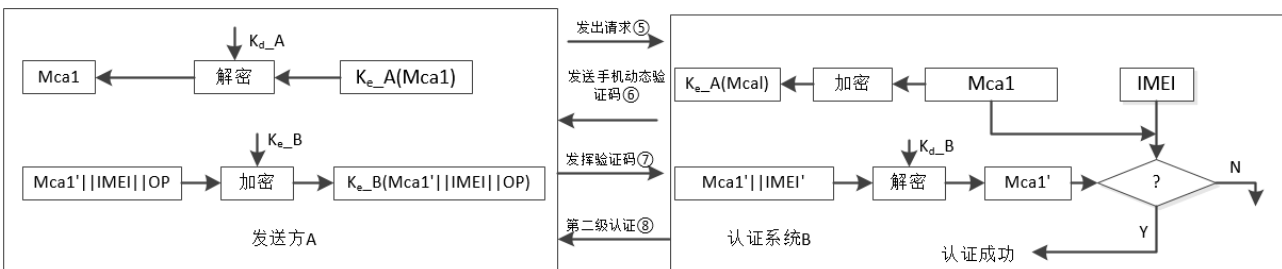 K_d_A
Mca1
解密
K_e_A(Mca1)
K_e_B
Mca1'||IMEI||OP
加密
K_e_B(Mca1'||IMEI||OP)
发送方A
发出请求⑤
发送手机动态验
证码⑥
发挥验证码⑦
第二级认证⑧
K_e_A(Mcal)
加密
Mca1
IMEI
K_d_B
Mca1'||IMEI'
解密
Mca1'
?
N
Y
认证系统B
认证成功